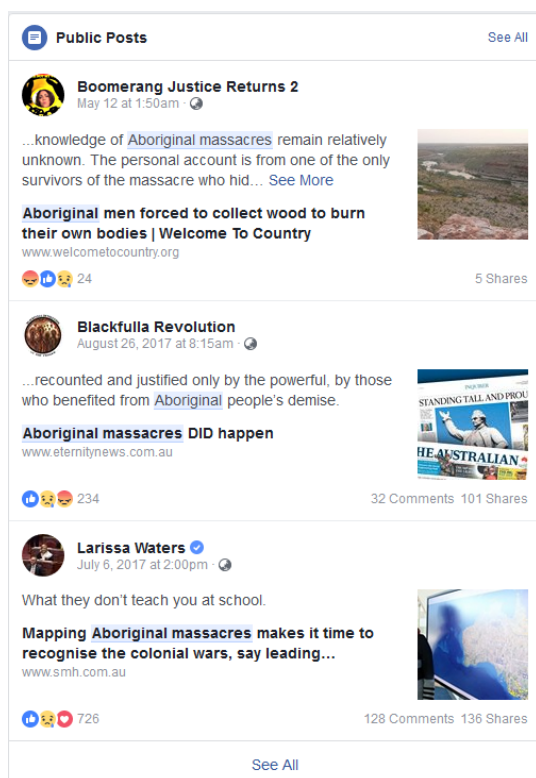 Public Posts
See All
Boomerang Justice Returns 2
May 12 at 1:50am ·
...knowledge of Aboriginal massacres remain relatively
unknown. The personal account is from one of the only
survivors of the massacre who hid... See More
Aboriginal men forced to collect wood to burn
their own bodies | Welcome To Country
www.welcometocountry.org
24
5 Shares
Blackfulla Revolution
August 26, 2017 at 8:15am ·
...recounted and justified only by the powerful, by those
who benefited from Aboriginal people's demise.
Aboriginal massacres DID happen
www.eternitynews.com.au
INQUIRER
STANDING TALL AND PROU
HE AUSTRALIAN
234
32 Comments 101 Shares
Larissa Waters
July 6, 2017 at 2:00pm ·
What they don't teach you at school.
Mapping Aboriginal massacres makes it time to
recognise the colonial wars, say leading...
www.smh.com.au
726
128 Comments 136 Shares
See All